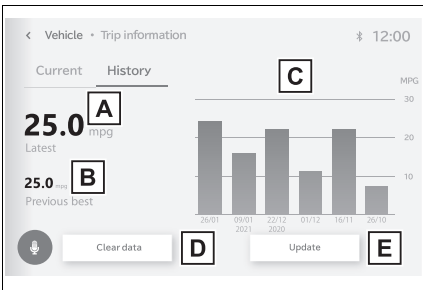 Vehicle • Trip information
12:00
Current History
C
MPG
A
25.0 mpg
Latest
B
25.0 mpg
Previous best
30
20
10
26/01 09/01 22/12 01/12 16/11 26/10
2021 2020
Clear data
D
Update
E